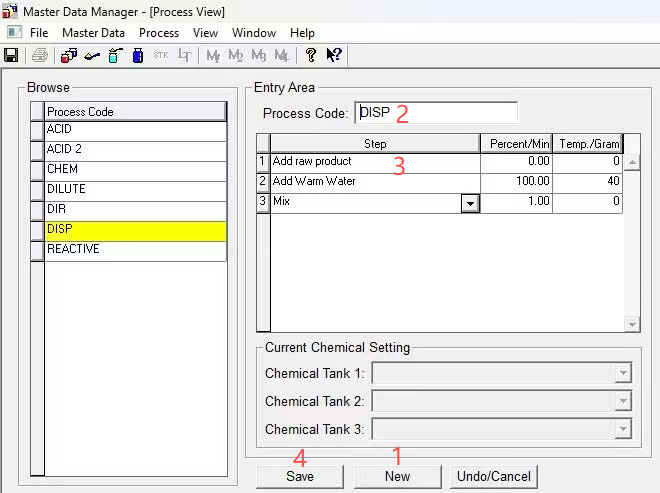 Master Data Manager - [Process View]
File Master Data Process View Window Help
STK LT M1 M2 M3 ML ? ?
Browse
Process Code
ACID
ACID 2
CHEM
DILUTE
DIR
DISP
REACTIVE
Entry Area
Process Code: DISP 2
Step Percent/Min Temp./Gram
3
1 Add raw product 0.00 0
2 Add Warm Water 100.00 40
3 Mix 1.00 0
Current Chemical Setting
Chemical Tank 1:
Chemical Tank 2:
Chemical Tank 3:
4 1
Save New Undo/Cancel